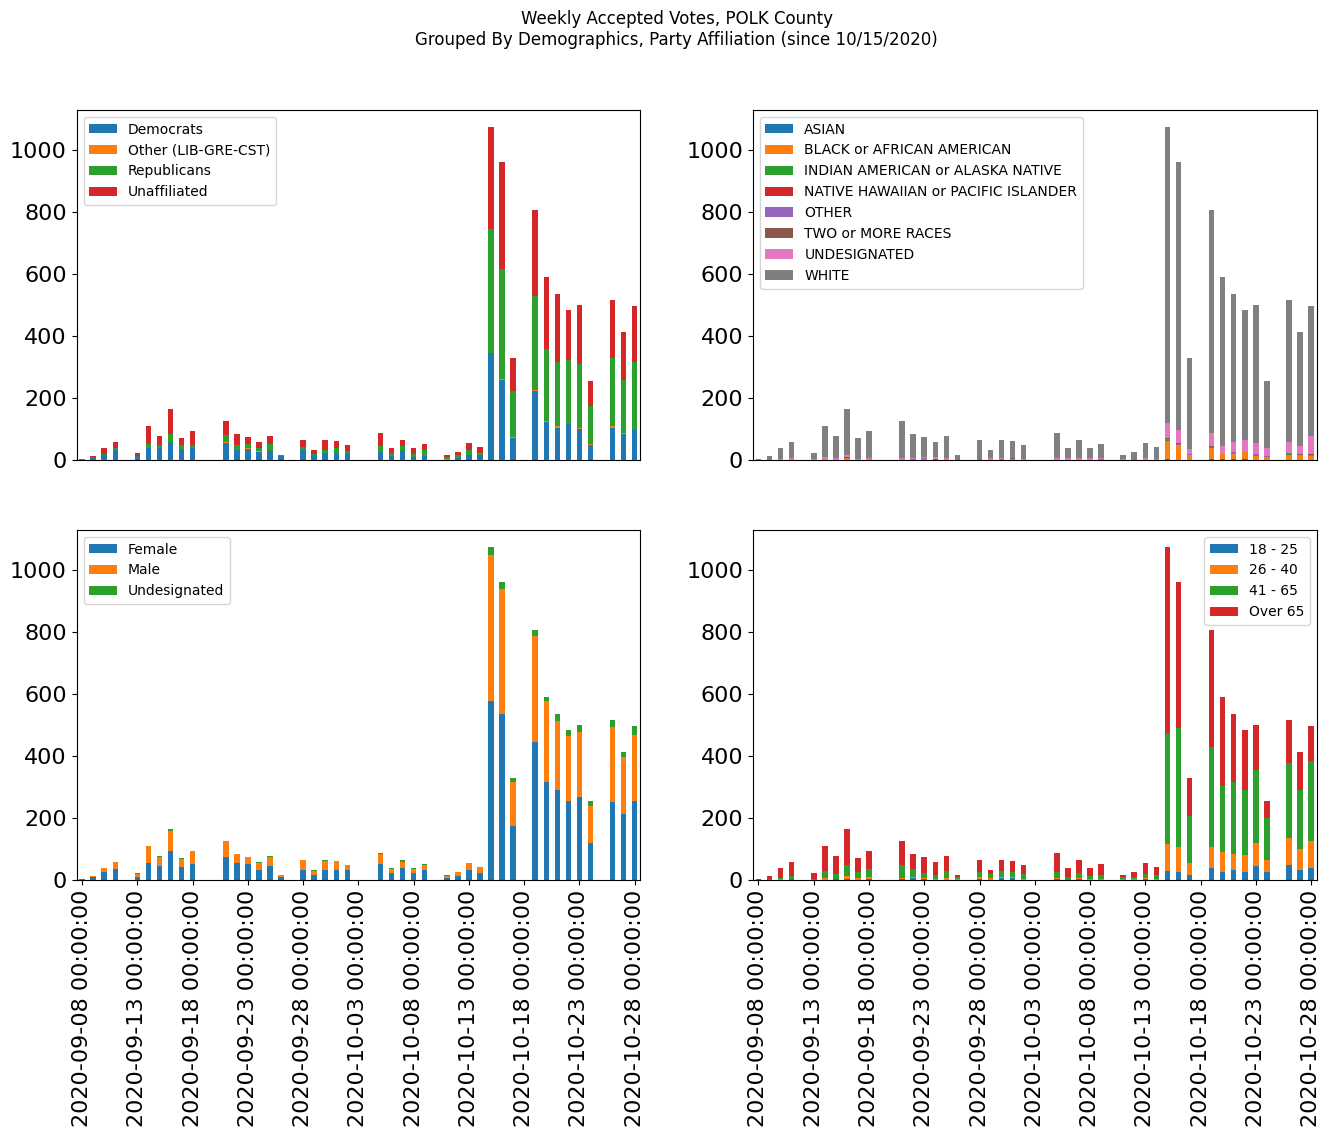 Weekly Accepted Votes, POLK County
Grouped By Demographics, Party Affiliation (since 10/15/2020)
1000
800
600
400
200
0
Democrats
Other (LIB-GRE-CST)
Republicans
Unaffiliated
1000
800
600
400
200
0
ASIAN
BLACK or AFRICAN AMERICAN
INDIAN AMERICAN or ALASKA NATIVE
NATIVE HAWAIIAN or PACIFIC ISLANDER
OTHER
TWO or MORE RACES
UNDESIGNATED
WHITE
1000
800
600
400
200
0
Female
Male
Undesignated
2020-09-08 00:00:00
2020-09-13 00:00:00
2020-09-18 00:00:00
2020-09-23 00:00:00
2020-09-28 00:00:00
2020-10-03 00:00:00
2020-10-08 00:00:00
2020-10-13 00:00:00
2020-10-18 00:00:00
2020-10-23 00:00:00
2020-10-28 00:00:00
1000
800
600
400
200
0
18 - 25
26 - 40
41 - 65
Over 65
2020-09-08 00:00:00
2020-09-13 00:00:00
2020-09-18 00:00:00
2020-09-23 00:00:00
2020-09-28 00:00:00
2020-10-03 00:00:00
2020-10-08 00:00:00
2020-10-13 00:00:00
2020-10-18 00:00:00
2020-10-23 00:00:00
2020-10-28 00:00:00